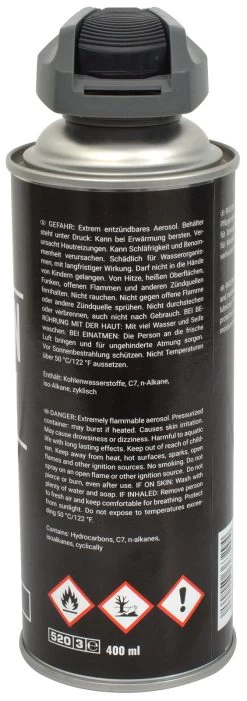 GEFAHR: Extrem entzündbares Aerosol. Behälter
steht unter Druck: Kann bei Erwärmung bersten. Ver-
ursacht Hautreizungen. Kann Schläfrigkeit und Benom-
menheit verursachen. Schädlich für Wasserorganis-
men, mit langfristiger Wirkung. Darf nicht in die Hände
von Kindern gelangen. Von Hitze, heißen Oberflächen,
Funken, offenen Flammen und anderen Zündquellen
fernhalten. Nicht rauchen. Nicht gegen offene Flamme
oder andere Zündquelle sprühen. Nicht durchstechen
oder verbrennen, auch nicht nach Gebrauch. BEI BE-
RÜHRUNG MIT DER HAUT: Mit viel Wasser und Seife
waschen. BEI EINATMEN: Die Person an die frische
Luft bringen und für ungehinderte Atmung sorgen.
Vor Sonnenbestrahlung schützen. Nicht Temperaturen
über 50 °C/122 °F aussetzen.
Enthält: Kohlenwasserstoffe, C7, n-Alkane,
iso-Alkane, zyklisch
DANGER: Extremely flammable aerosol. Pressurized
container: may burst if heated. Causes skin irritation.
May cause drowsiness or dizziness. Harmful to aquatic
life with long lasting effects. Keep out of reach of child-
ren. Keep away from heat, hot surfaces, sparks, open
flames and other ignition sources. No smoking. Do not
spray on an open flame or other ignition source. Do not
pierce or burn, even after use. IF ON SKIN: Wash with
plenty of water and soap. IF INHALED: Remove person
to fresh air and keep comfortable for breathing. Protect
from sunlight. Do not expose to temperatures excee-
ding 50 °C/122 °F.
Contains: Hydrocarbons, C7, n-alkanes,
isoalkanes, cyclically
520 3 e
400 ml